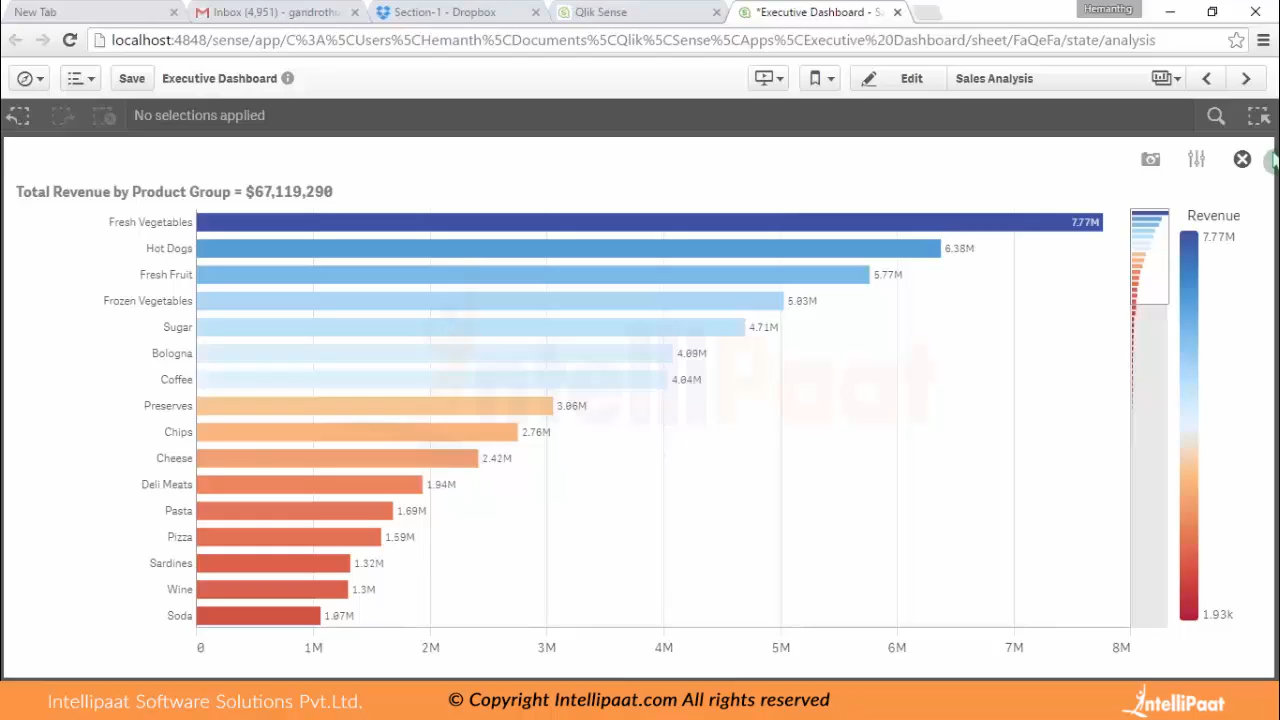 New Tab
Inbox (4,951) - gandrothu
Section-1 - Dropbox
Qlik Sense
*Executive Dashboard - Sa
Hemanthg
localhost:4848/sense/app/C%3A%5CUsers%5CHemanth%5CDocuments%5CQlik%5CSense%5CApps%5CExecutive%20Dashboard/sheet/FaQeFa/state/analysis
Save
Executive Dashboard
Edit
Sales Analysis
No selections applied
Total Revenue by Product Group = $67,119,290
Revenue
Fresh Vegetables 7.77M
7.77M
Hot Dogs 6.38M
Fresh Fruit 5.77M
Frozen Vegetables 5.03M
Sugar 4.71M
Bologna 4.09M
Coffee 4.04M
Preserves 3.06M
Chips 2.76M
Cheese 2.42M
Deli Meats 1.94M
Pasta 1.69M
Pizza 1.59M
Sardines 1.32M
Wine 1.3M
Soda 1.07M
1.93k
0 1M 2M 3M 4M 5M 6M 7M 8M
IntelliPaat
Intellipaat Software Solutions Pvt.Ltd.
© Copyright Intellipaat.com All rights reserved
IntelliPaat